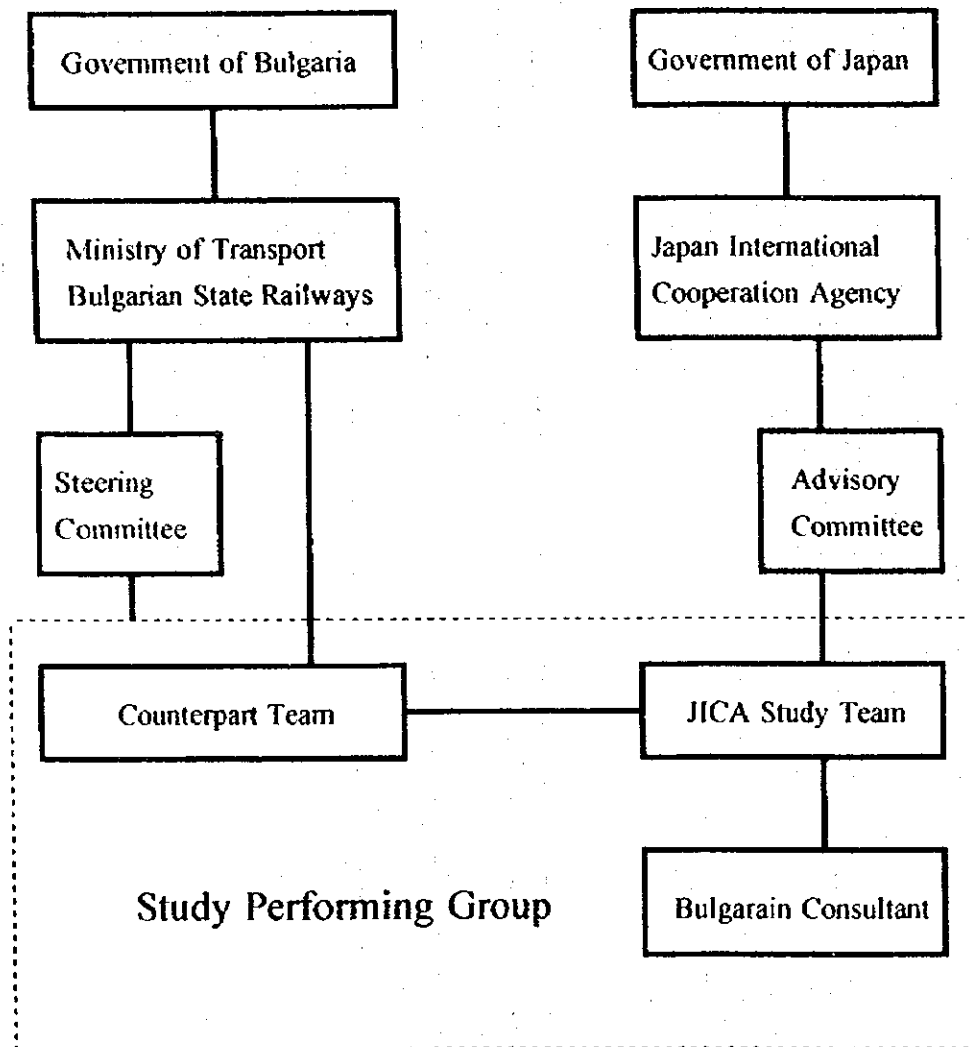 Government of Bulgaria
Government of Japan
Ministry of Transport
Bulgarian State Railways
Japan International
Cooperation Agency
Steering
Committee
Advisory
Committee
Counterpart Team
JICA Study Team
Study Performing Group
Bulgarain Consultant